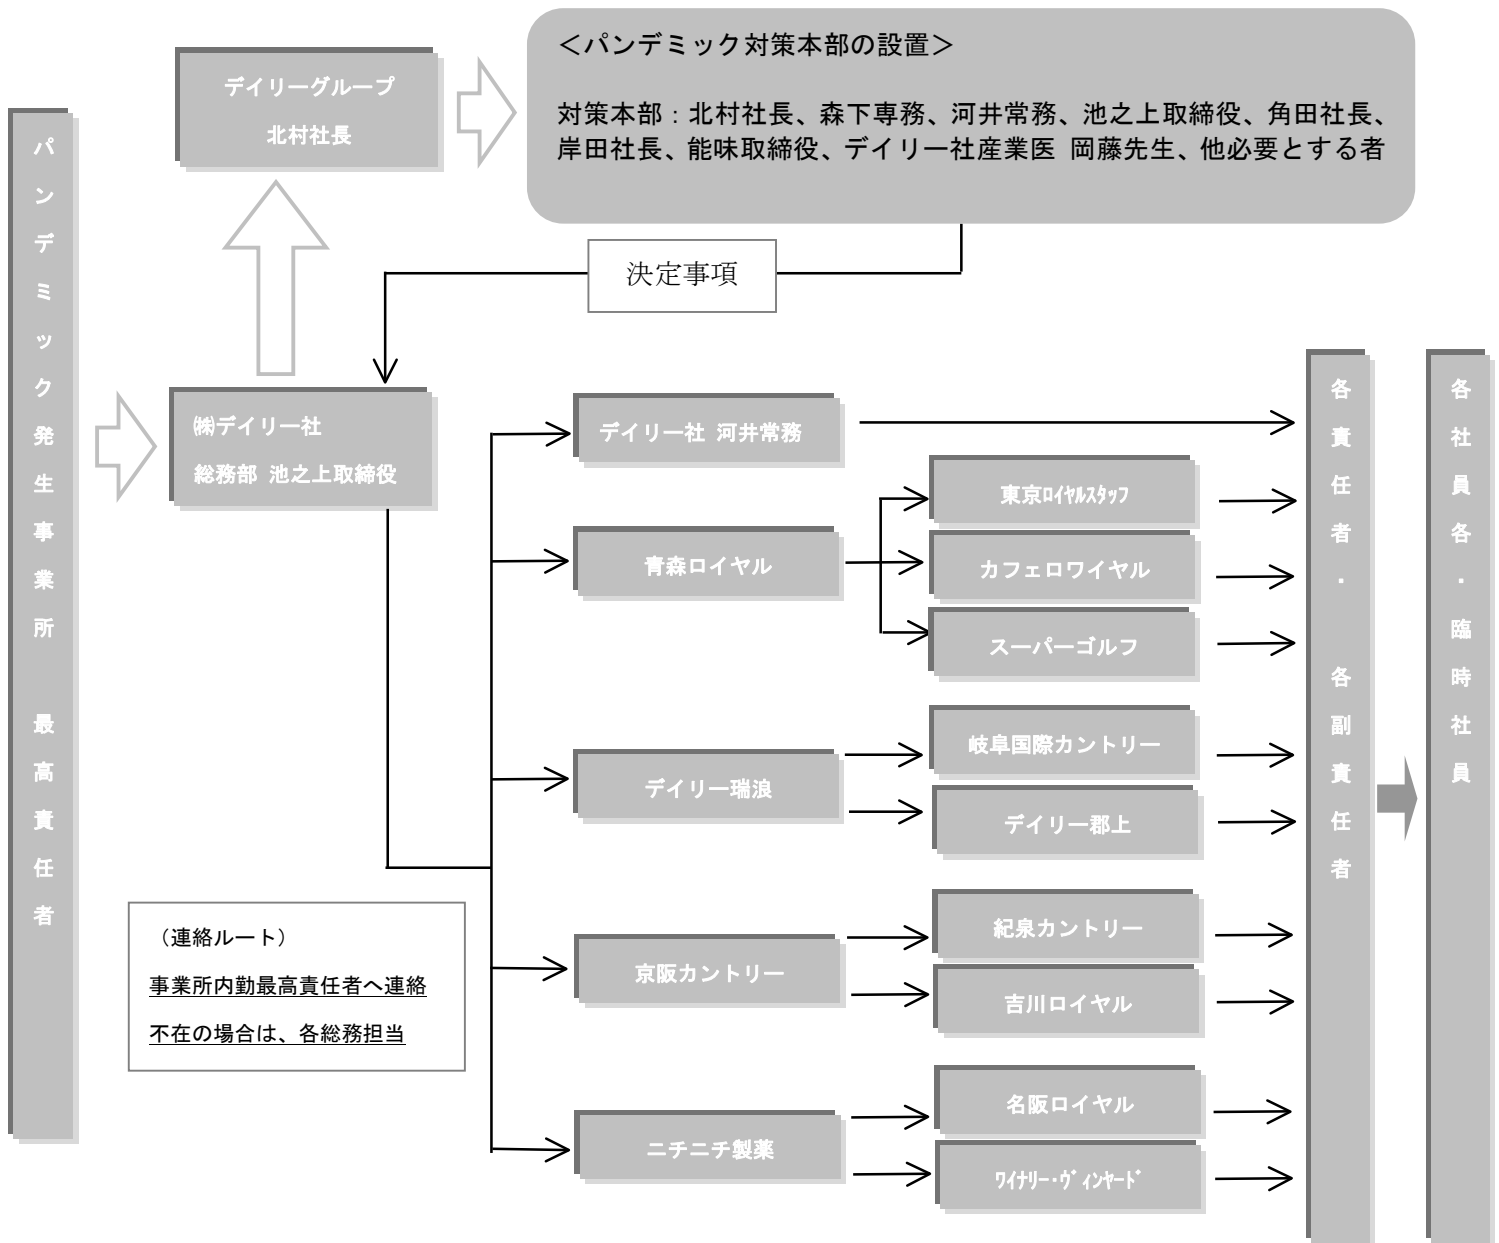 ＜パンデミック対策本部の設置＞
対策本部：北村社長、森下専務、河井常務、池之上取締役、角田社長、
岸田社長、能味取締役、デイリー社産業医 岡藤先生、他必要とする者
デイリーグループ
北村社長
パンデミック発生事業所　最高責任者
決定事項
㈱デイリー社
総務部 池之上取締役
デイリー社 河井常務
青森ロイヤル
東京ﾛｲﾔﾙｽﾀｯﾌ
カフェロワイヤル
スーパーゴルフ
デイリー瑞浪
岐阜国際カントリー
デイリー郡上
京阪カントリー
紀泉カントリー
吉川ロイヤル
ニチニチ製薬
名阪ロイヤル
ﾜｲﾅﾘｰ・ｳﾞｨﾝﾔｰﾄﾞ
（連絡ルート）
事業所内勤最高責任者へ連絡
不在の場合は、各総務担当
各責任者・　各副責任者
各社員各・臨時社員